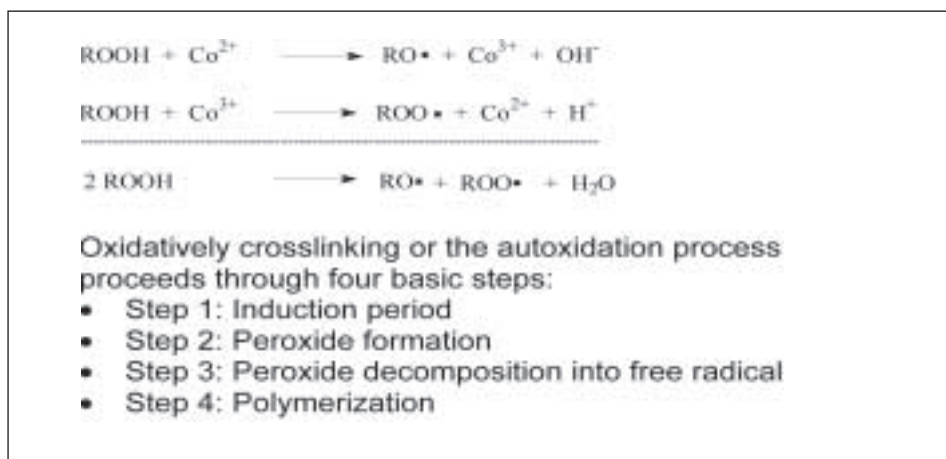 ROOH + Co²⁺ ⟶ RO• + Co³⁺ + OH⁻
ROOH + Co³⁺ ⟶ ROO• + Co²⁺ + H⁺
2 ROOH ⟶ RO• + ROO• + H₂O
Oxidatively crosslinking or the autoxidation process
proceeds through four basic steps:
• Step 1: Induction period
• Step 2: Peroxide formation
• Step 3: Peroxide decomposition into free radical
• Step 4: Polymerization